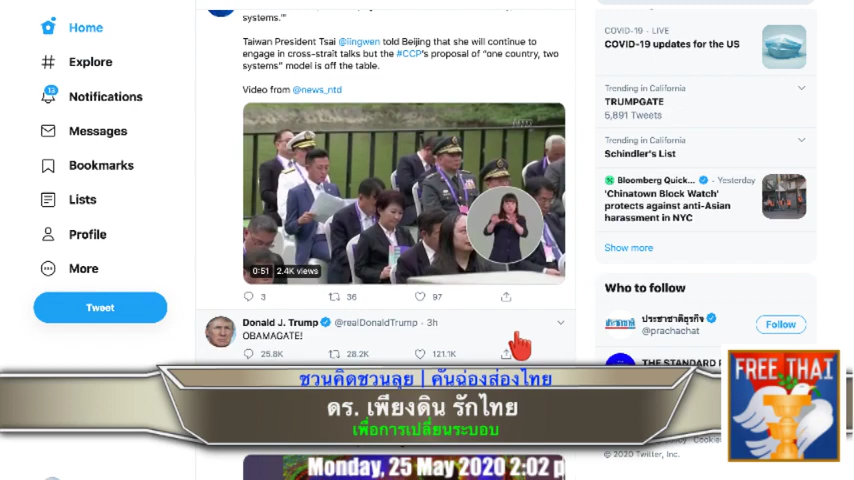 Home
Explore
13
Notifications
Messages
Bookmarks
Lists
Profile
More
Tweet
systems.'"
Taiwan President Tsai @iingwen told Beijing that she will continue to
engage in cross-strait talks but the #CCP's proposal of "one country, two
systems" model is off the table.
Video from @news_ntd
0:51 2.4K views
3 36 97
Donald J. Trump @realDonaldTrump · 3h
OBAMAGATE!
25.8K 28.2K 121.1K
COVID-19 · LIVE
COVID-19 updates for the US
Trending in California
TRUMPGATE
5,891 Tweets
Trending in California
Schindler's List
Bloomberg Quick... · Yesterday
'Chinatown Block Watch'
protects against anti-Asian
harassment in NYC
Show more
Who to follow
ประชาชาติธุรกิจ
@prachachat
Follow
THE STANDARD
Cookies
© 2020 Twitter, Inc.
ชวนคิดชวนลุย | คันฉ่องส่องไทย
ดร. เพียงดิน รักไทย
เพื่อการเปลี่ยนระบอบ
FREE THAI
Monday, 25 May 2020 2:02 p